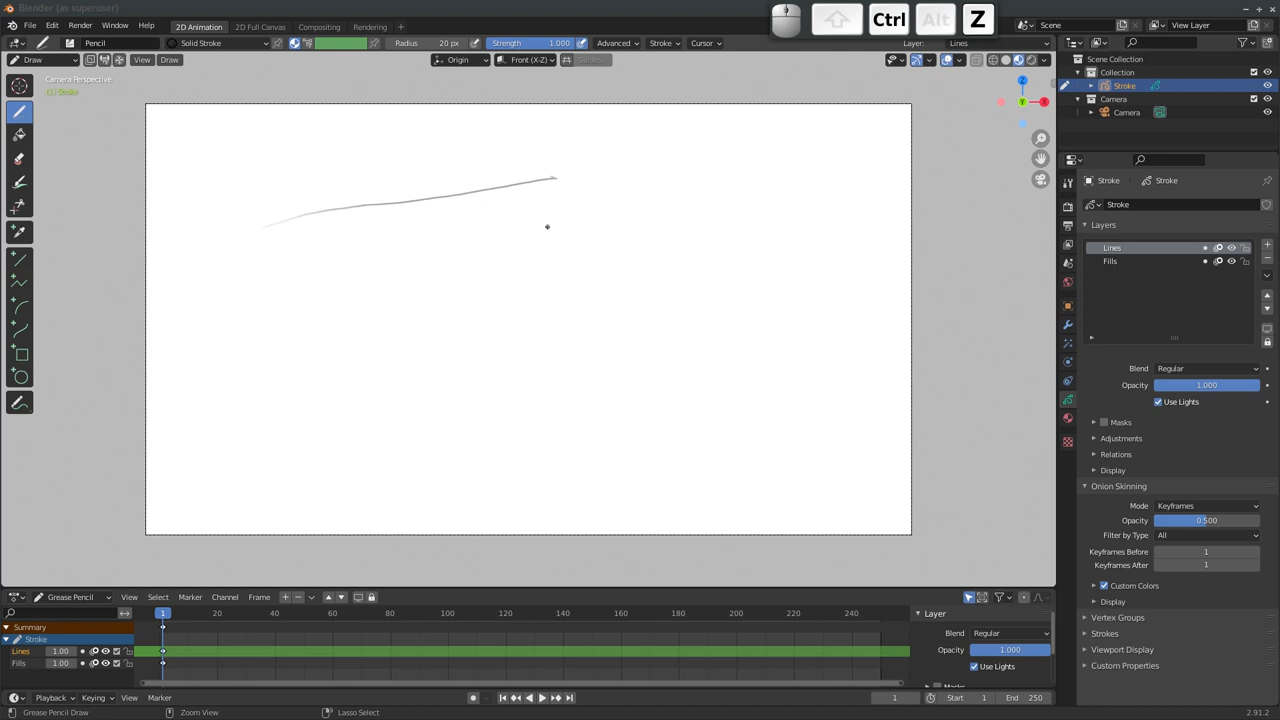 Blender (as superuser)
File Edit Render Window Help 2D Animation 2D Full Canvas Compositing Rendering Scene View Layer
Ctrl Alt Z
Pencil Solid Stroke Radius 20 px Strength 1.000 Advanced Stroke Cursor Layer: Lines
Draw View Draw Origin Front (X-Z) Guides
Camera Perspective
(1) Stroke
Z
Y
X
Scene Collection
Collection
Stroke
Camera
Camera
Stroke Stroke
Stroke
Layers
Lines
Fills
Blend Regular
Opacity 1.000
Use Lights
Masks
Adjustments
Relations
Display
Onion Skinning
Mode Keyframes
Opacity 0.500
Filter by Type All
Keyframes Before 1
Keyframes After 1
Custom Colors
Display
Vertex Groups
Strokes
Viewport Display
Custom Properties
Grease Pencil View Select Marker Channel Frame
1 20 40 60 80 100 120 140 160 180 200 220 240
Summary
Stroke
Lines 1.00
Fills 1.00
Layer
Blend Regular
Opacity 1.000
Use Lights
Playback Keying View Marker 1 Start 1 End 250
Grease Pencil Draw Zoom View Lasso Select 2.91.2